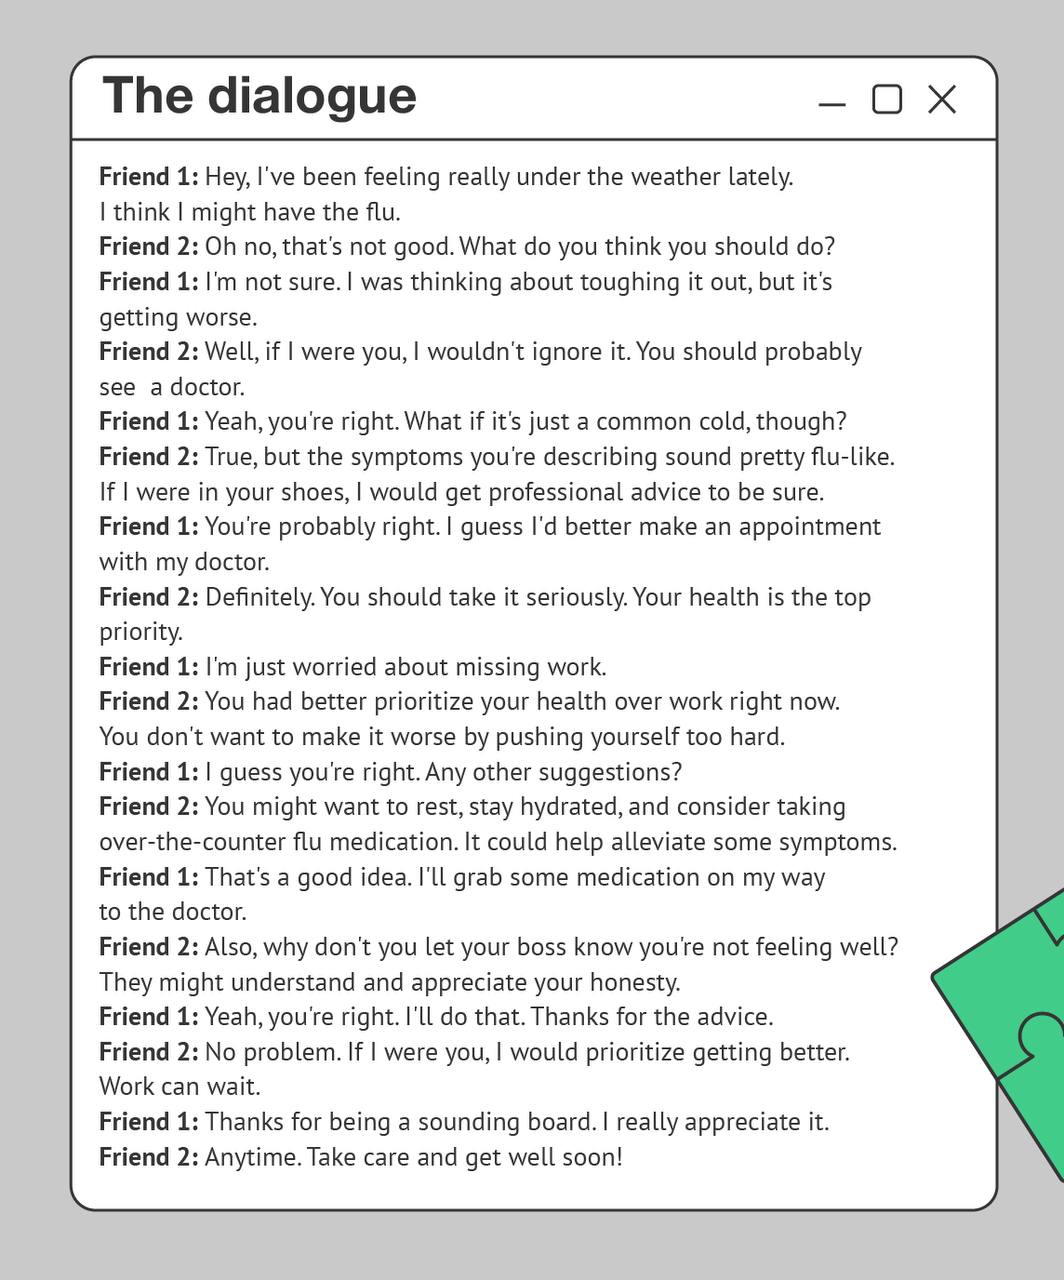 The dialogue
Friend 1: Hey, I've been feeling really under the weather lately.
I think I might have the flu.
Friend 2: Oh no, that's not good. What do you think you should do?
Friend 1: I'm not sure. I was thinking about toughing it out, but it's
getting worse.
Friend 2: Well, if I were you, I wouldn't ignore it. You should probably
see  a doctor.
Friend 1: Yeah, you're right. What if it's just a common cold, though?
Friend 2: True, but the symptoms you're describing sound pretty flu-like.
If I were in your shoes, I would get professional advice to be sure.
Friend 1: You're probably right. I guess I'd better make an appointment
with my doctor.
Friend 2: Definitely. You should take it seriously. Your health is the top
priority.
Friend 1: I'm just worried about missing work.
Friend 2: You had better prioritize your health over work right now.
You don't want to make it worse by pushing yourself too hard.
Friend 1: I guess you're right. Any other suggestions?
Friend 2: You might want to rest, stay hydrated, and consider taking
over-the-counter flu medication. It could help alleviate some symptoms.
Friend 1: That's a good idea. I'll grab some medication on my way
to the doctor.
Friend 2: Also, why don't you let your boss know you're not feeling well?
They might understand and appreciate your honesty.
Friend 1: Yeah, you're right. I'll do that. Thanks for the advice.
Friend 2: No problem. If I were you, I would prioritize getting better.
Work can wait.
Friend 1: Thanks for being a sounding board. I really appreciate it.
Friend 2: Anytime. Take care and get well soon!